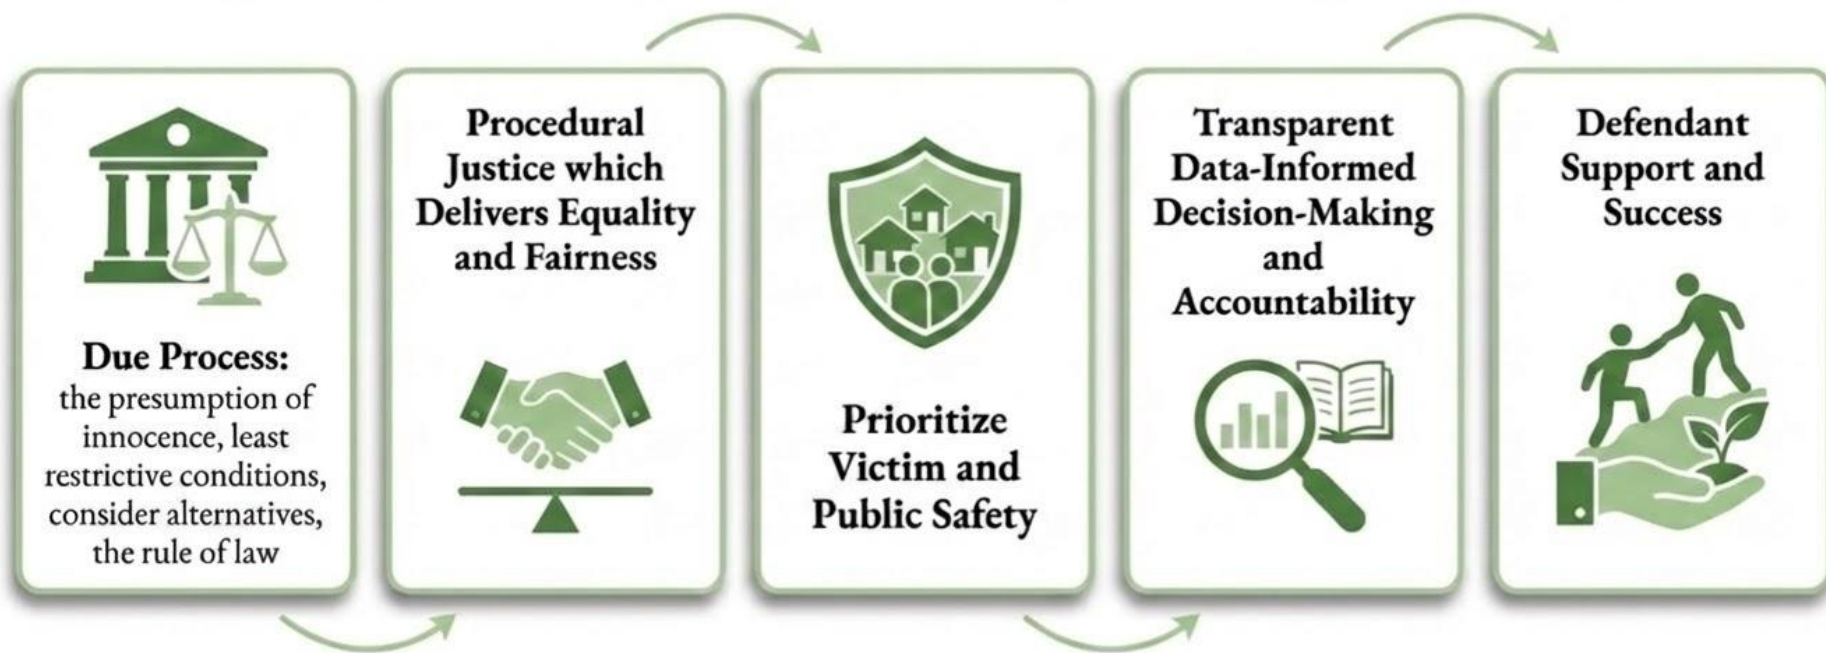 Due Process:
the presumption of
innocence, least
restrictive conditions,
consider alternatives,
the rule of law
Procedural
Justice which
Delivers Equality
and Fairness
Prioritize
Victim and
Public Safety
Transparent
Data-Informed
Decision-Making
and
Accountability
Defendant
Support and
Success